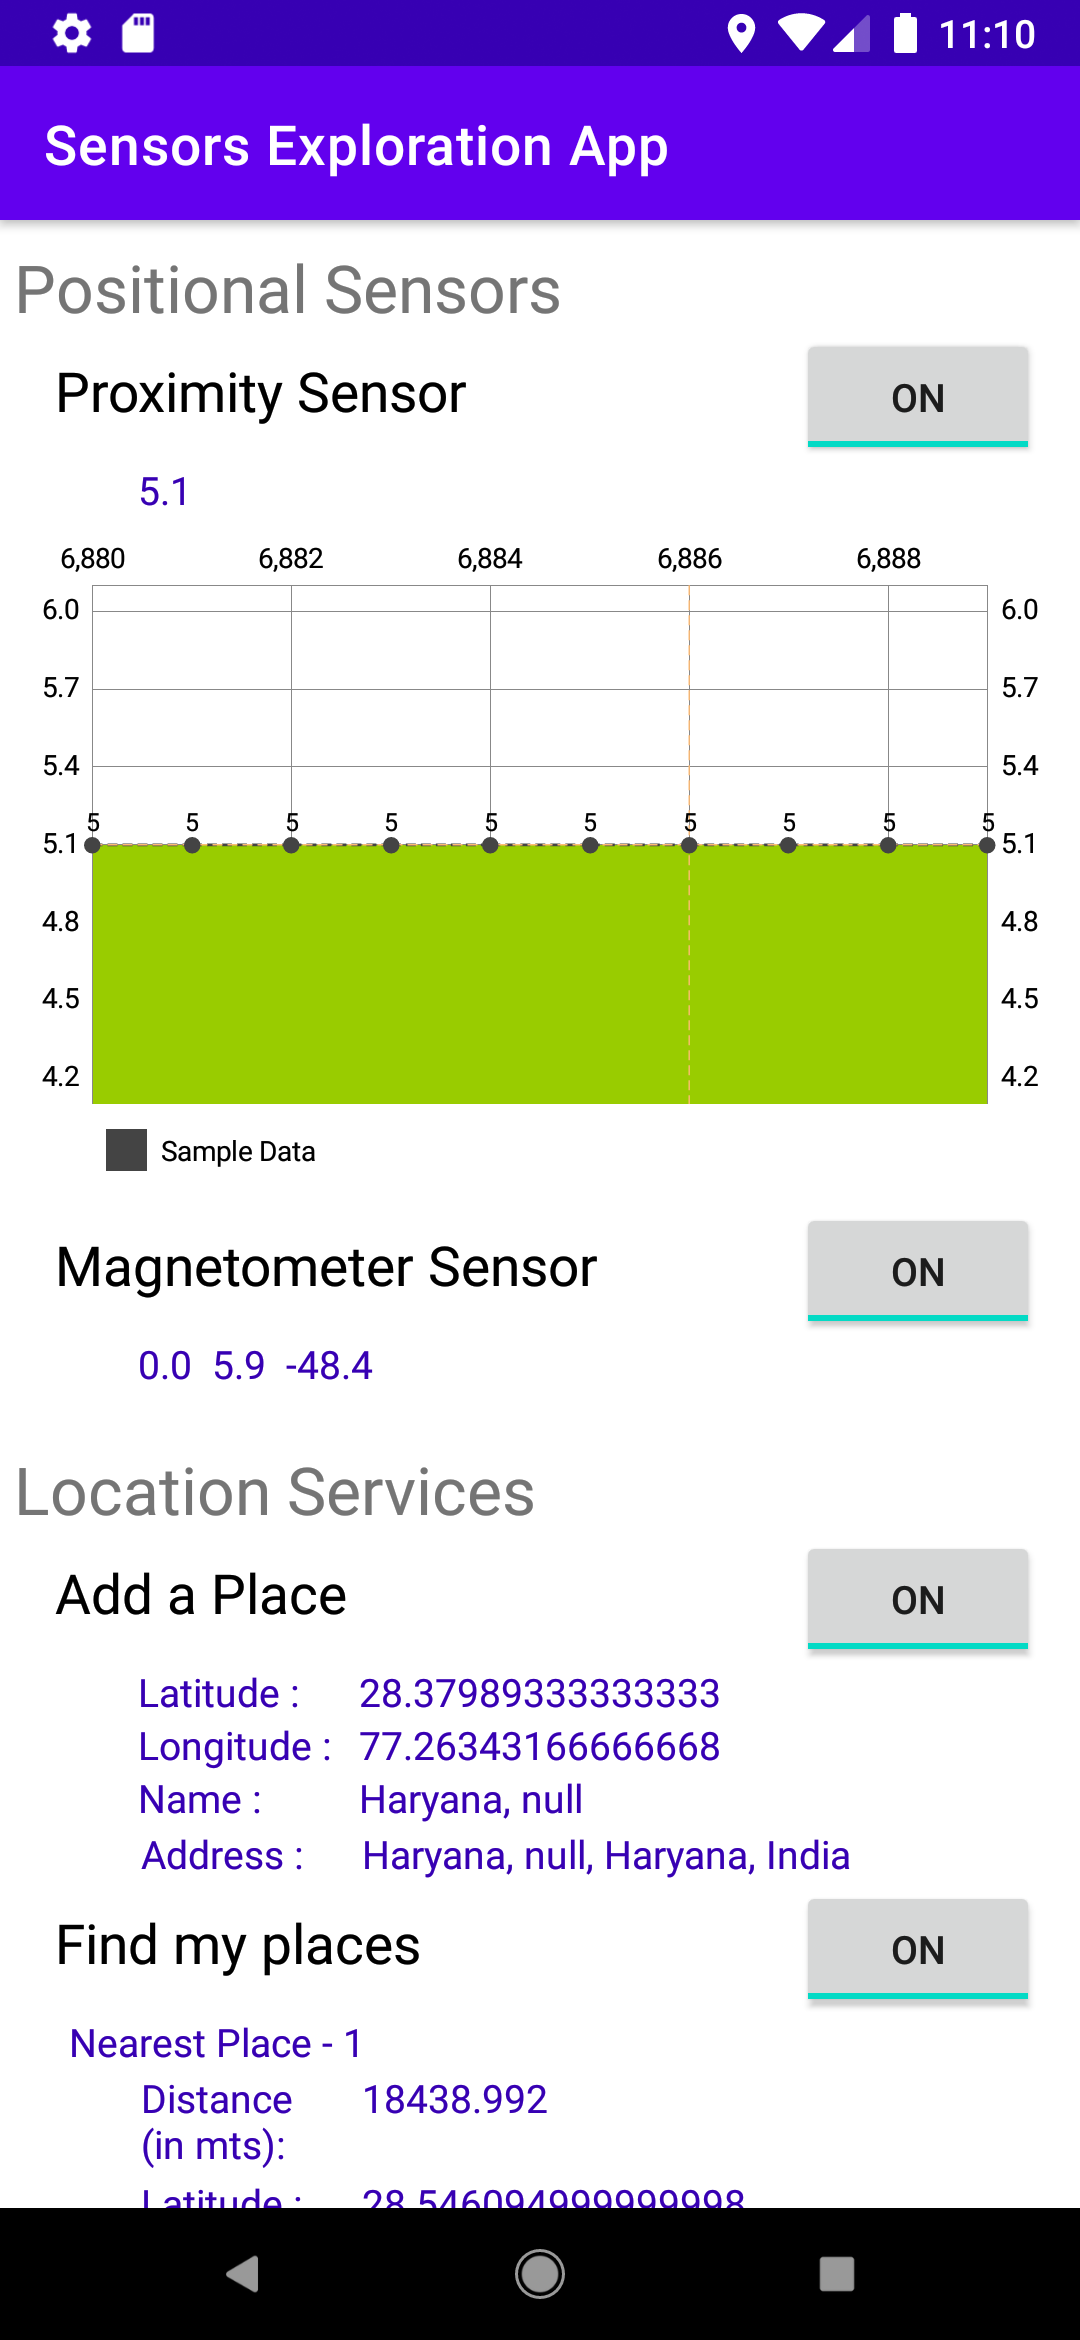 11:10
Sensors Exploration App
Positional Sensors
Proximity Sensor ON
5.1
6,880 6,882 6,884 6,886 6,888
6.0 6.0
5.7 5.7
5.4 5.4
5 5 5 5 5 5 5 5 5 5
5.1 5.1
4.8 4.8
4.5 4.5
4.2 4.2
Sample Data
Magnetometer Sensor ON
0.0 5.9 -48.4
Location Services
Add a Place ON
Latitude : 28.37989333333333
Longitude : 77.26343166666668
Name : Haryana, null
Address : Haryana, null, Haryana, India
Find my places ON
Nearest Place - 1
Distance 18438.992
(in mts):
Latitude : 28.546094999999998